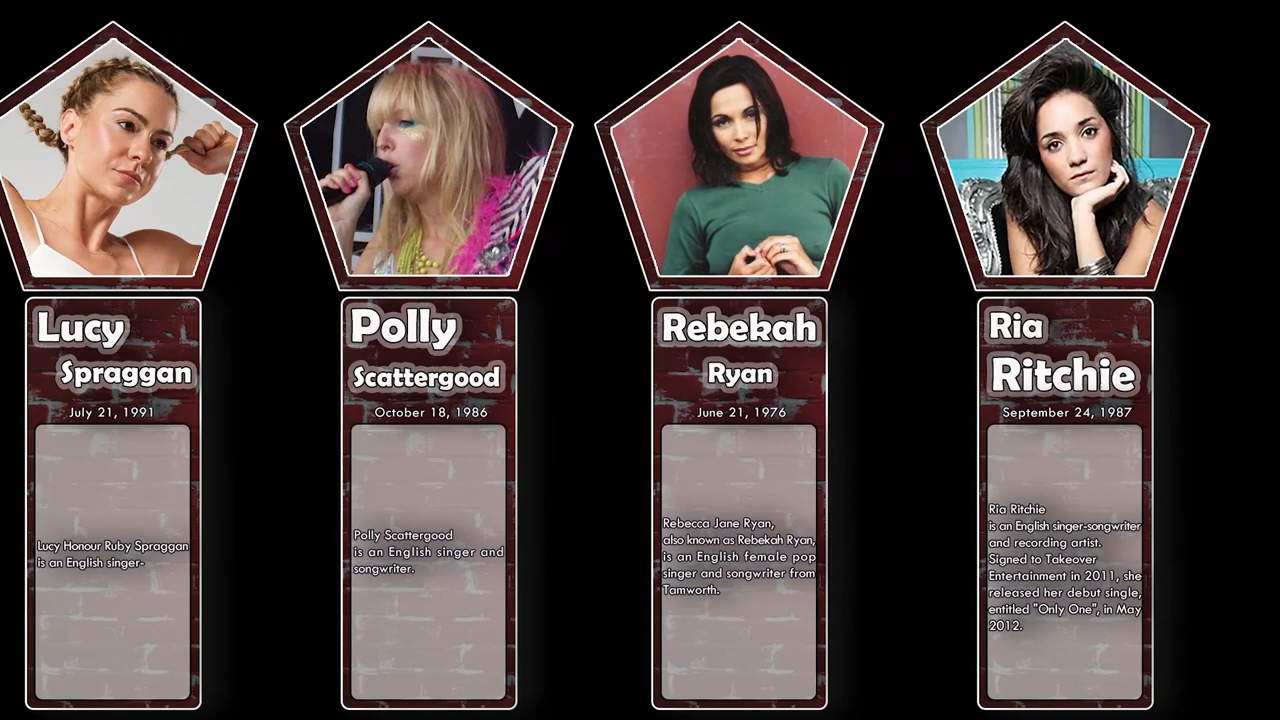 Lucy
Spraggan
July 21, 1991
Lucy Honour Ruby Spraggan
is an English singer-
Polly
Scattergood
October 18, 1986
Polly Scattergood
is an English singer and
songwriter.
Rebekah
Ryan
June 21, 1976
Rebecca Jane Ryan,
also known as Rebekah Ryan,
is an English female pop
singer and songwriter from
Tamworth.
Ria
Ritchie
September 24, 1987
Ria Ritchie
is an English singer-songwriter
and recording artist.
Signed to Takeover
Entertainment in 2011, she
released her debut single,
entitled "Only One", in May
2012.